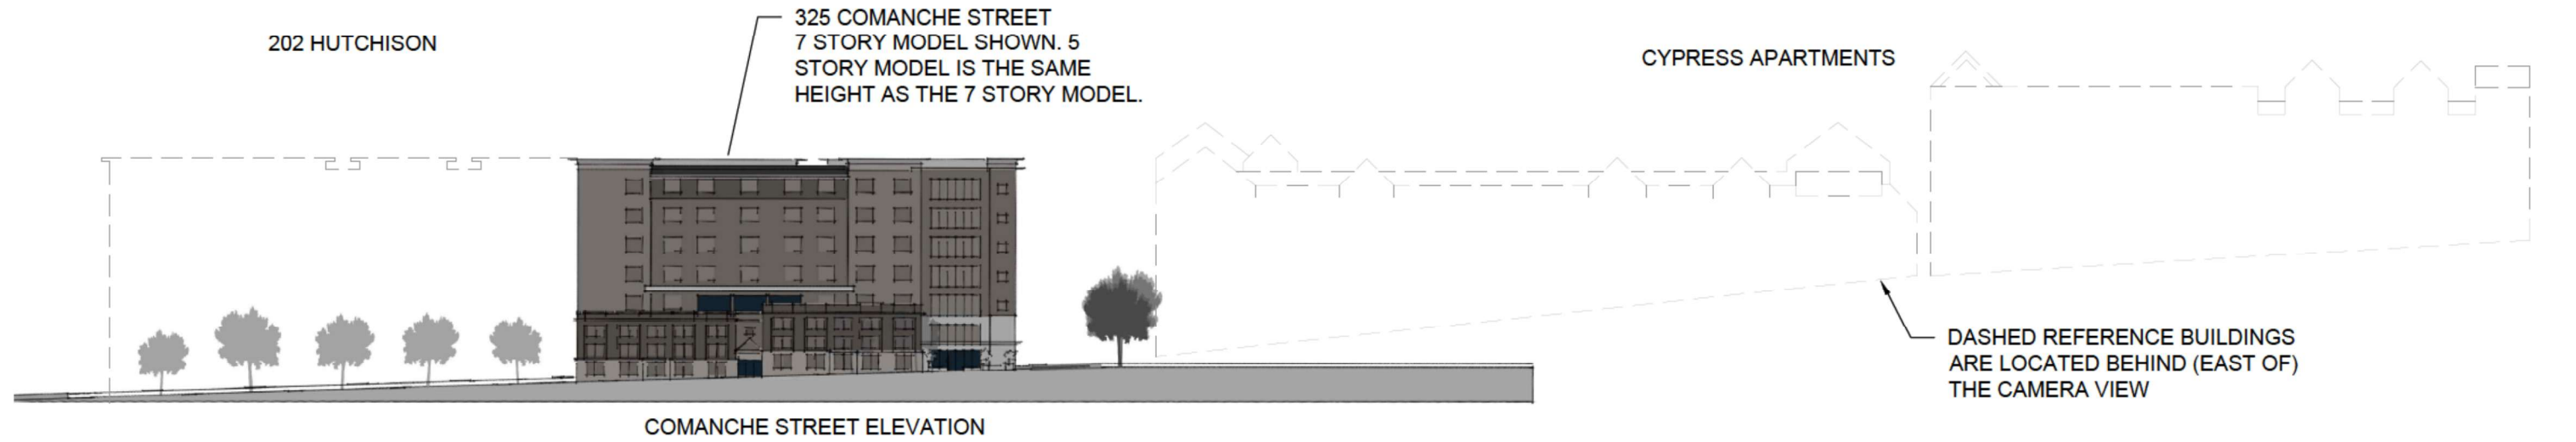 202 HUTCHISON
325 COMANCHE STREET
7 STORY MODEL SHOWN. 5
STORY MODEL IS THE SAME
HEIGHT AS THE 7 STORY MODEL.
CYPRESS APARTMENTS
DASHED REFERENCE BUILDINGS
ARE LOCATED BEHIND (EAST OF)
THE CAMERA VIEW
COMANCHE STREET ELEVATION